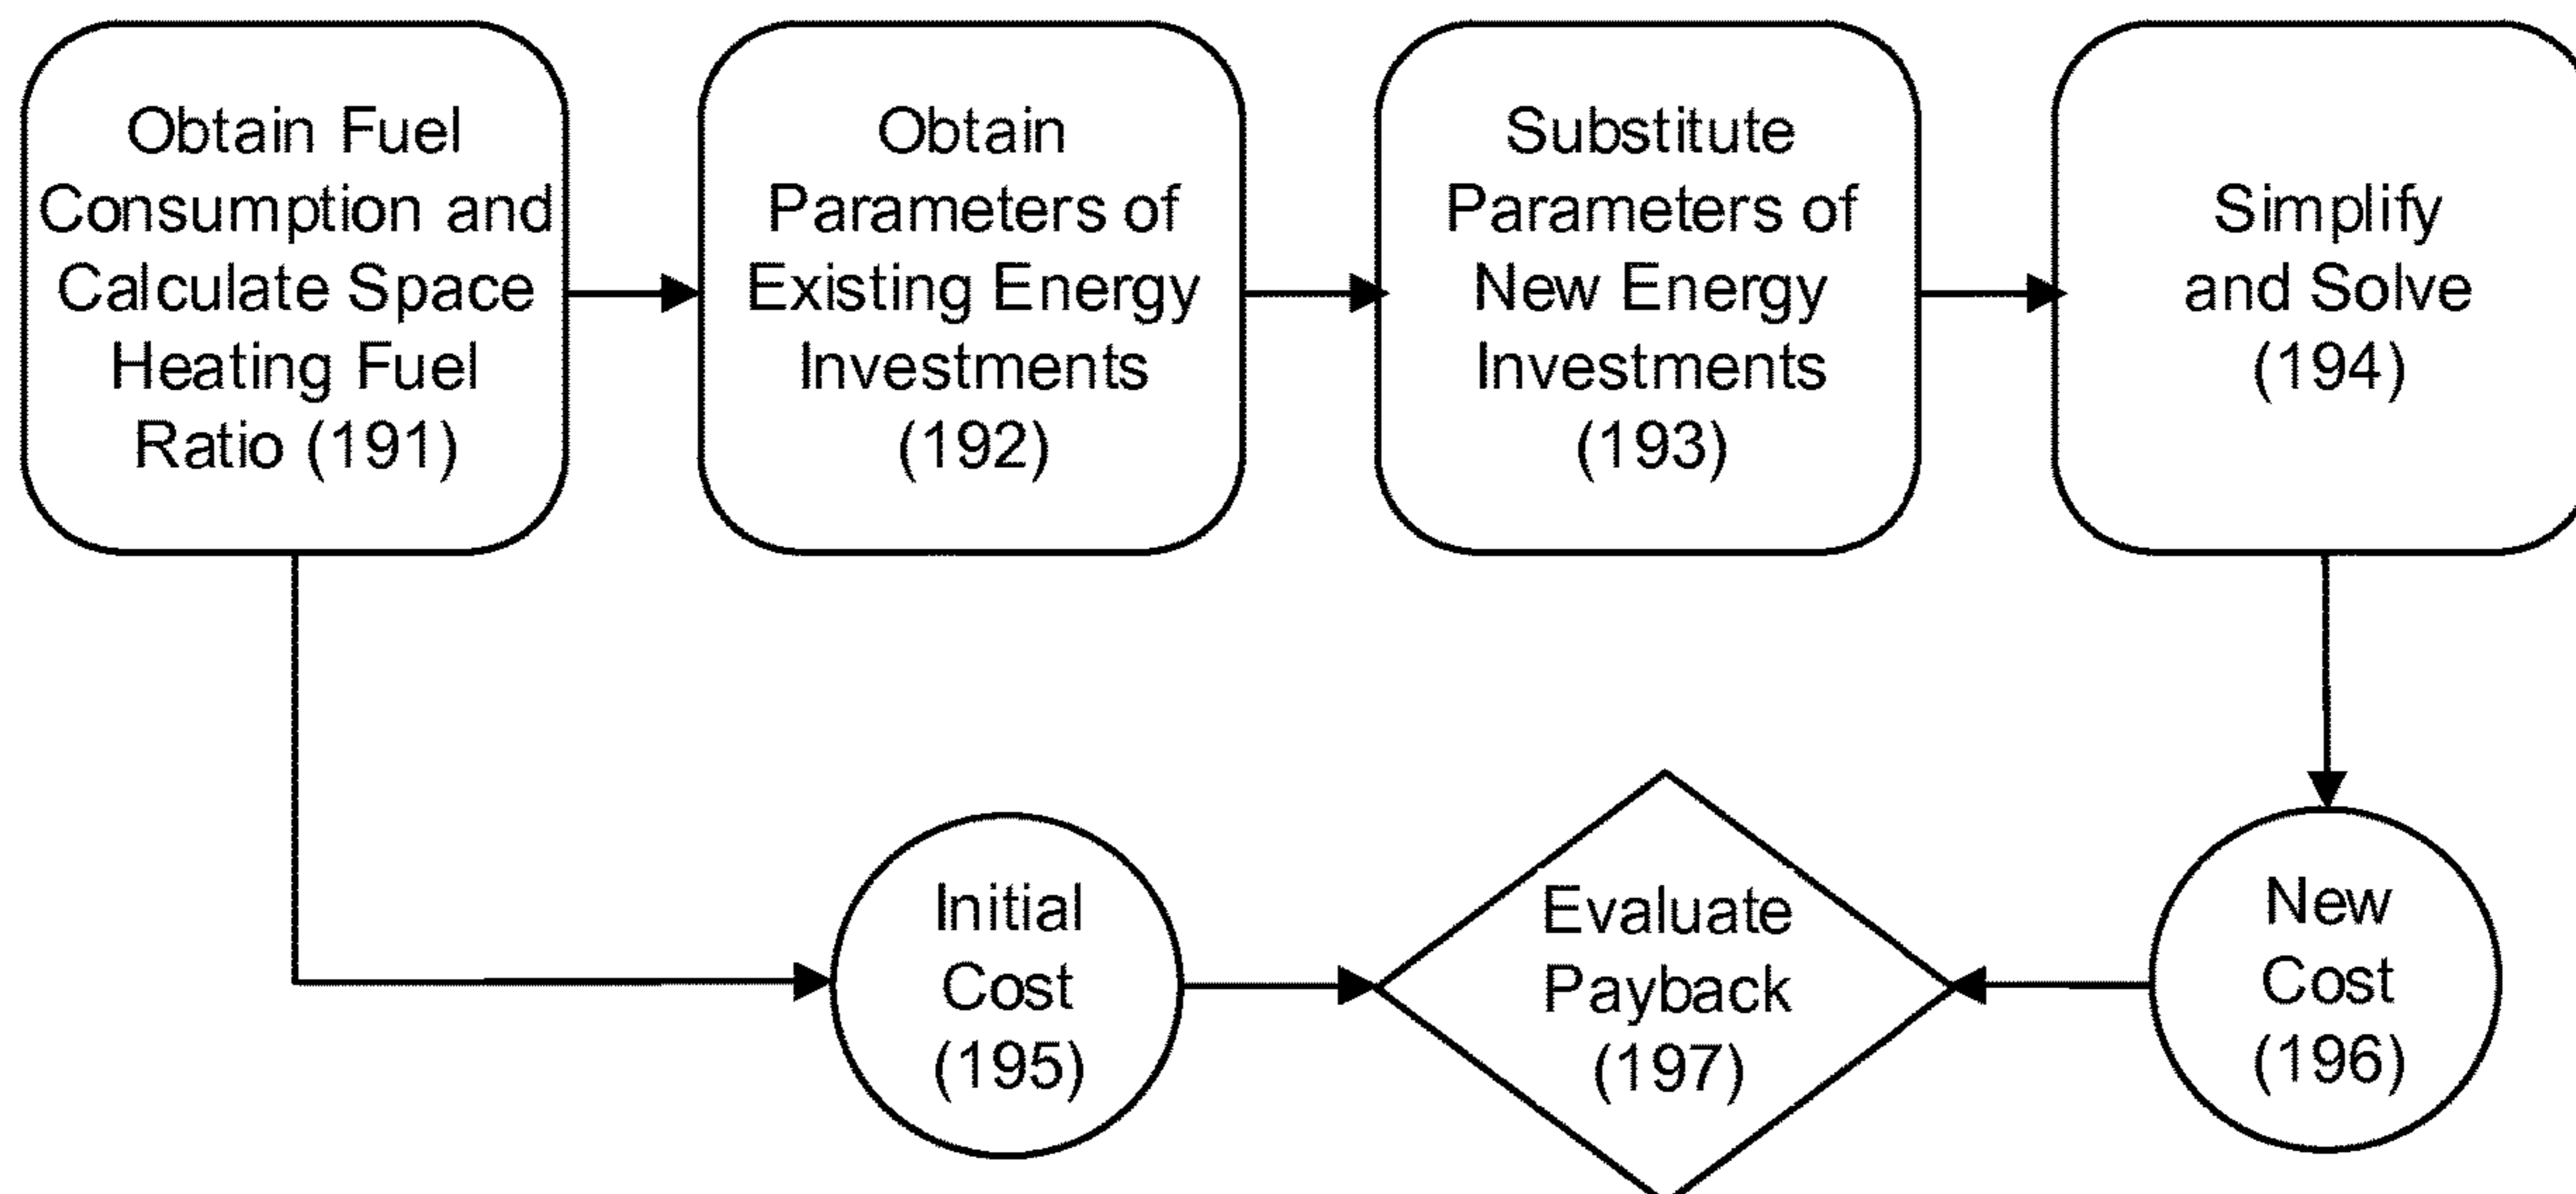 Obtain Fuel
Consumption and
Calculate Space
Heating Fuel
Ratio (191)
Obtain
Parameters of
Existing Energy
Investments
(192)
Substitute
Parameters of
New Energy
Investments
(193)
Simplify
and Solve
(194)
Initial
Cost
(195)
Evaluate
Payback
(197)
New
Cost
(196)